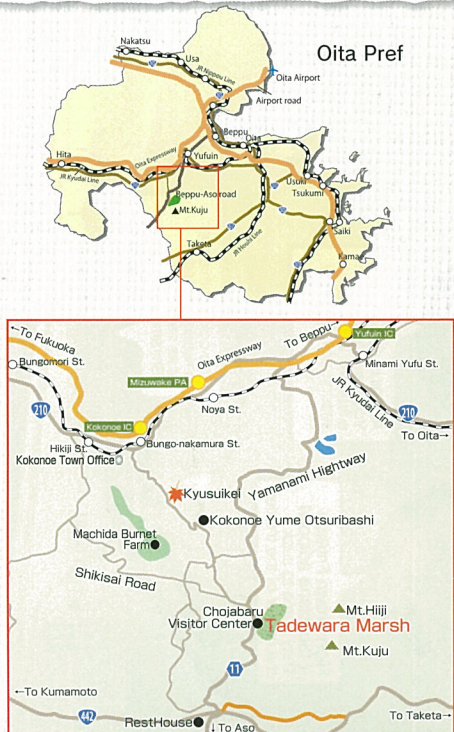 Oita Pref
Nakatsu
Usa
JR Nippou Line
Oita Airport
Airport road
Beppu
Oita
Oita Expressway
Yufuin
Hita
JR Kyudai Line
Beppu-Aso road
Mt.Kuju
Usuki
Tsukumi
Saiki
Taketa
JR Houhi Line
Kamae
←To Fukuoka
To Beppu→
Yufuin IC
Oita Expressway
Bungomori St.
Mizuwake PA
Minami Yufu St.
JR Kyudai Line
210
Noya St.
210
Kokonoe IC
To Oita→
Hikiji St.
Bungo-nakamura St.
Kokonoe Town Office
Yamanami Hightway
Kyusuikei
Kokonoe Yume Otsuribashi
Machida Burnet
Farm
Shikisai Road
Chojabaru
Visitor Center
Tadewara Marsh
Mt.Hiiji
Mt.Kuju
11
←To Kumamoto
442
RestHouse
↓To Aso
To Taketa→